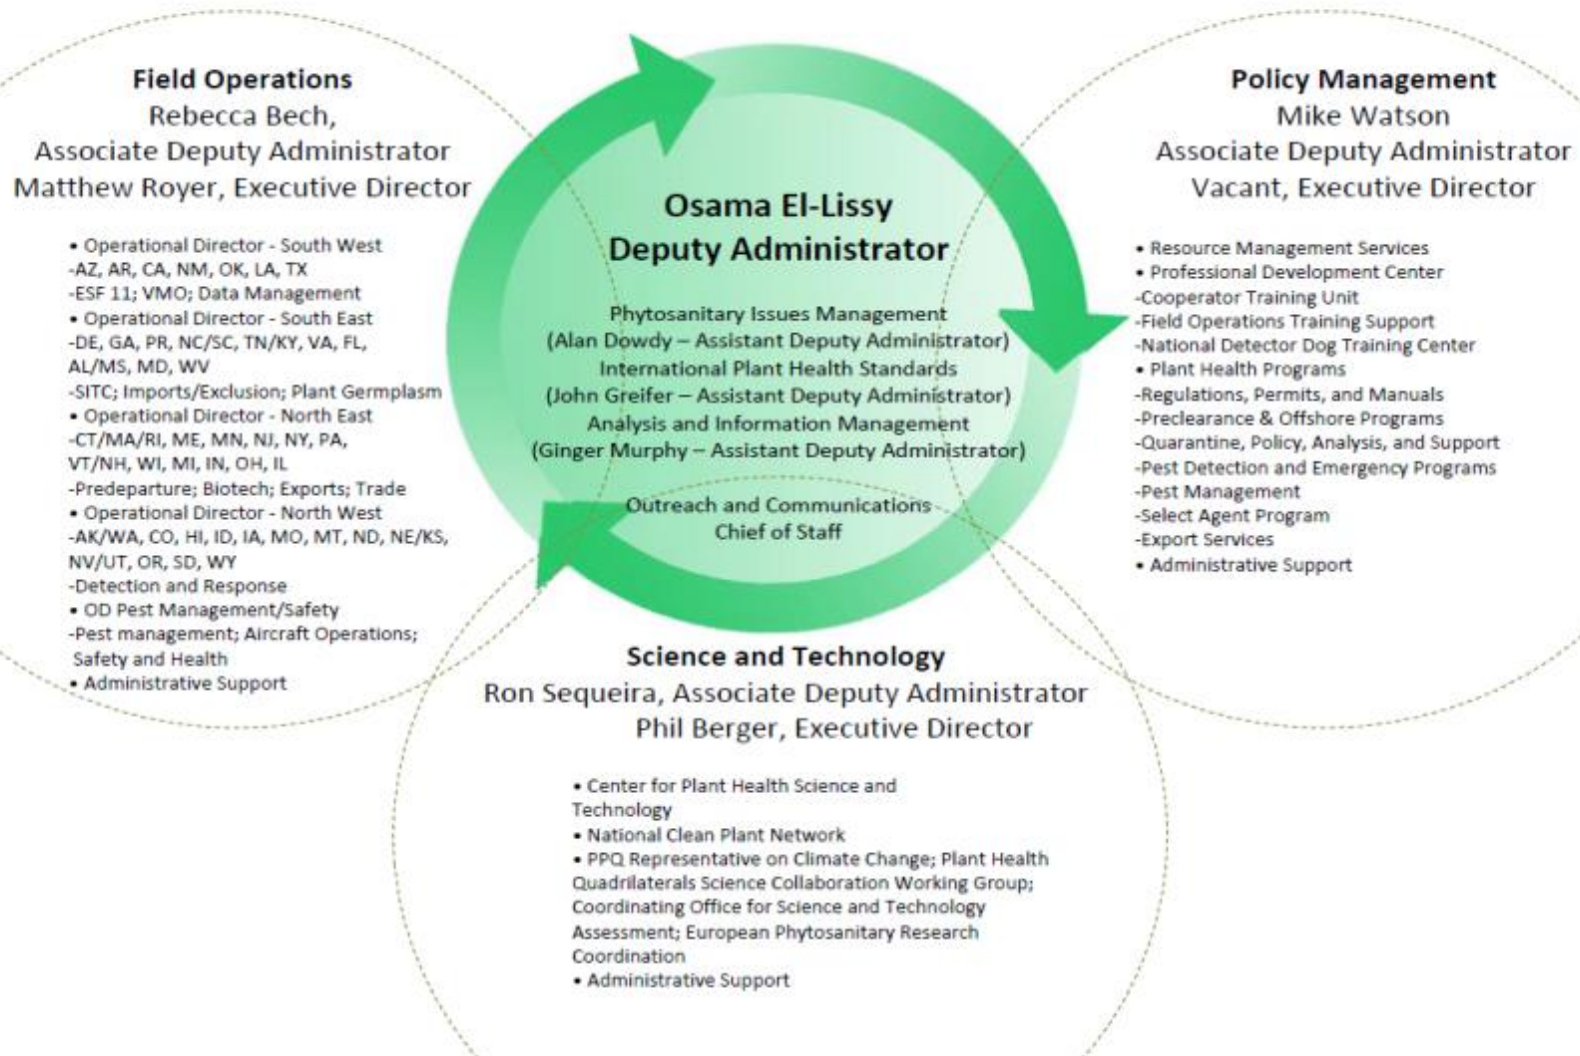 Field Operations
Rebecca Bech,
Associate Deputy Administrator
Matthew Royer, Executive Director
• Operational Director - South West
-AZ, AR, CA, NM, OK, LA, TX
-ESF 11; VMO; Data Management
• Operational Director - South East
-DE, GA, PR, NC/SC, TN/KY, VA, FL,
AL/MS, MD, WV
-SITC; Imports/Exclusion; Plant Germplasm
• Operational Director - North East
-CT/MA/RI, ME, MN, NJ, NY, PA,
VT/NH, WI, MI, IN, OH, IL
-Predeparture; Biotech; Exports; Trade
• Operational Director - North West
-AK/WA, CO, HI, ID, IA, MO, MT, ND, NE/KS,
NV/UT, OR, SD, WY
-Detection and Response
• OD Pest Management/Safety
-Pest management; Aircraft Operations;
Safety and Health
• Administrative Support
Osama El-Lissy
Deputy Administrator
Phytosanitary Issues Management
(Alan Dowdy – Assistant Deputy Administrator)
International Plant Health Standards
(John Greifer – Assistant Deputy Administrator)
Analysis and Information Management
(Ginger Murphy – Assistant Deputy Administrator)
Outreach and Communications
Chief of Staff
Policy Management
Mike Watson
Associate Deputy Administrator
Vacant, Executive Director
• Resource Management Services
• Professional Development Center
-Cooperator Training Unit
-Field Operations Training Support
-National Detector Dog Training Center
• Plant Health Programs
-Regulations, Permits, and Manuals
-Preclearance & Offshore Programs
-Quarantine, Policy, Analysis, and Support
-Pest Detection and Emergency Programs
-Pest Management
-Select Agent Program
-Export Services
• Administrative Support
Science and Technology
Ron Sequeira, Associate Deputy Administrator
Phil Berger, Executive Director
• Center for Plant Health Science and
Technology
• National Clean Plant Network
• PPQ Representative on Climate Change; Plant Health
Quadrilaterals Science Collaboration Working Group;
Coordinating Office for Science and Technology
Assessment; European Phytosanitary Research
Coordination
• Administrative Support